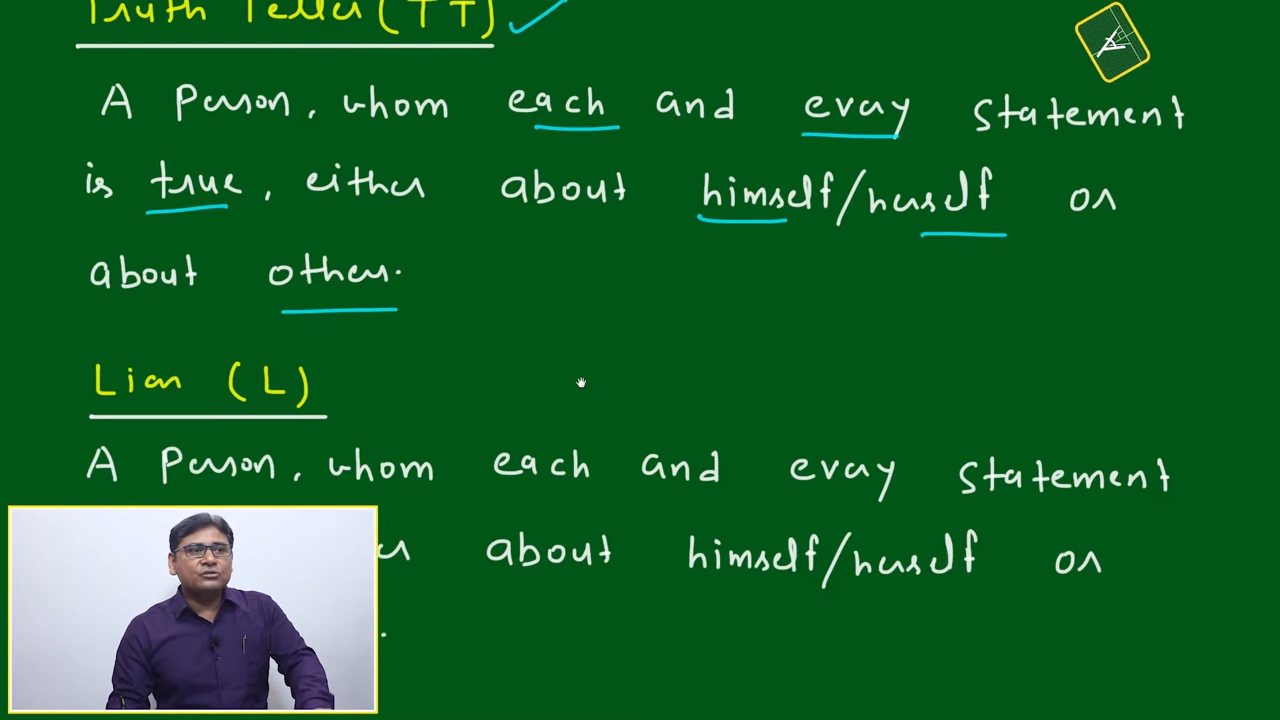 Truth Teller (TT)
A Person, whom each and every statement
is true, either about himself/herself or
about other.
Liar (L)
A Person, whom each and every statement
about himself/herself or